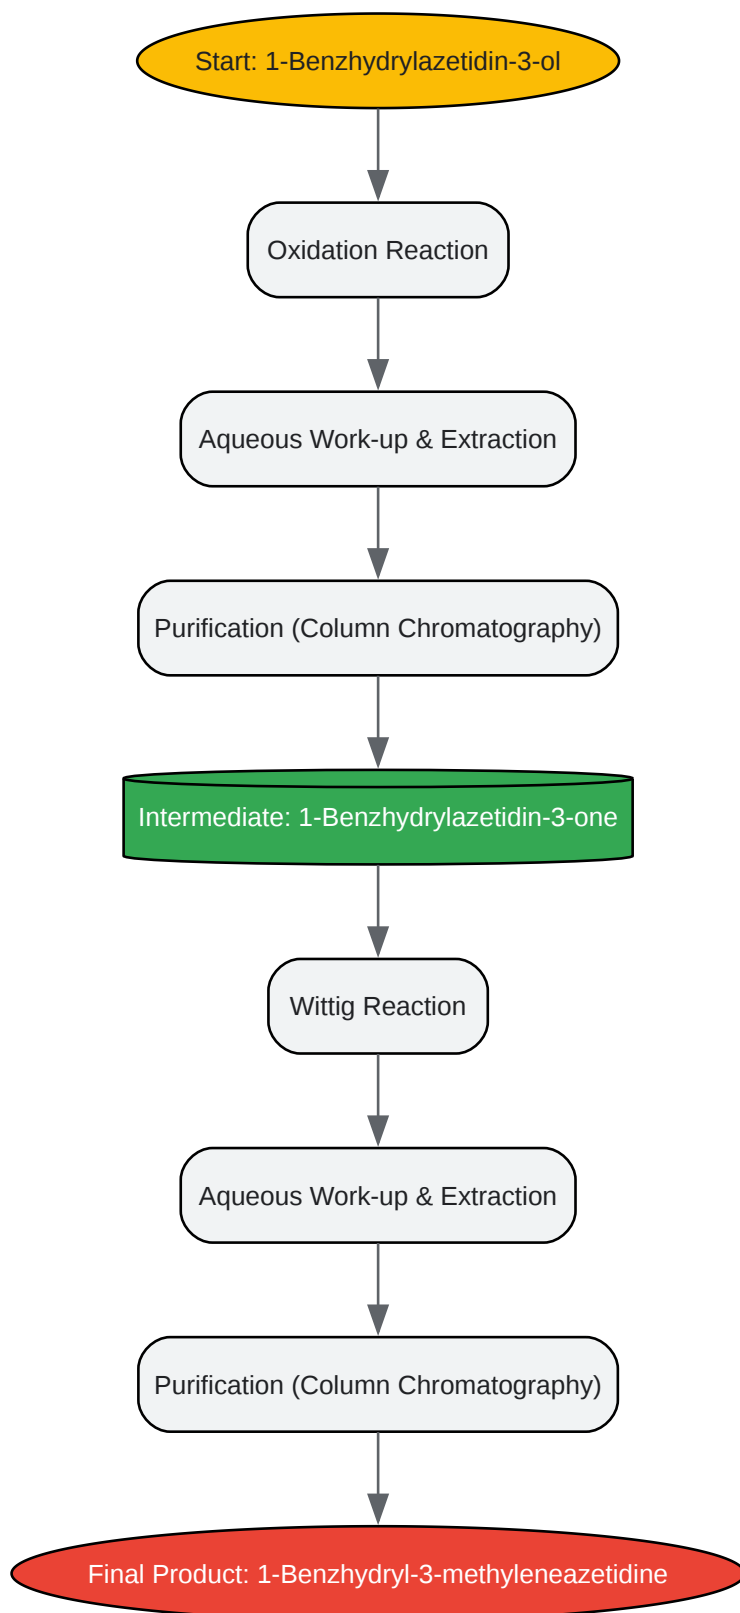 Start: 1-Benzhydrylazetidin-3-ol
Oxidation Reaction
Aqueous Work-up & Extraction
Purification (Column Chromatography)
Intermediate: 1-Benzhydrylazetidin-3-one
Wittig Reaction
Aqueous Work-up & Extraction
Purification (Column Chromatography)
Final Product: 1-Benzhydryl-3-methyleneazetidine